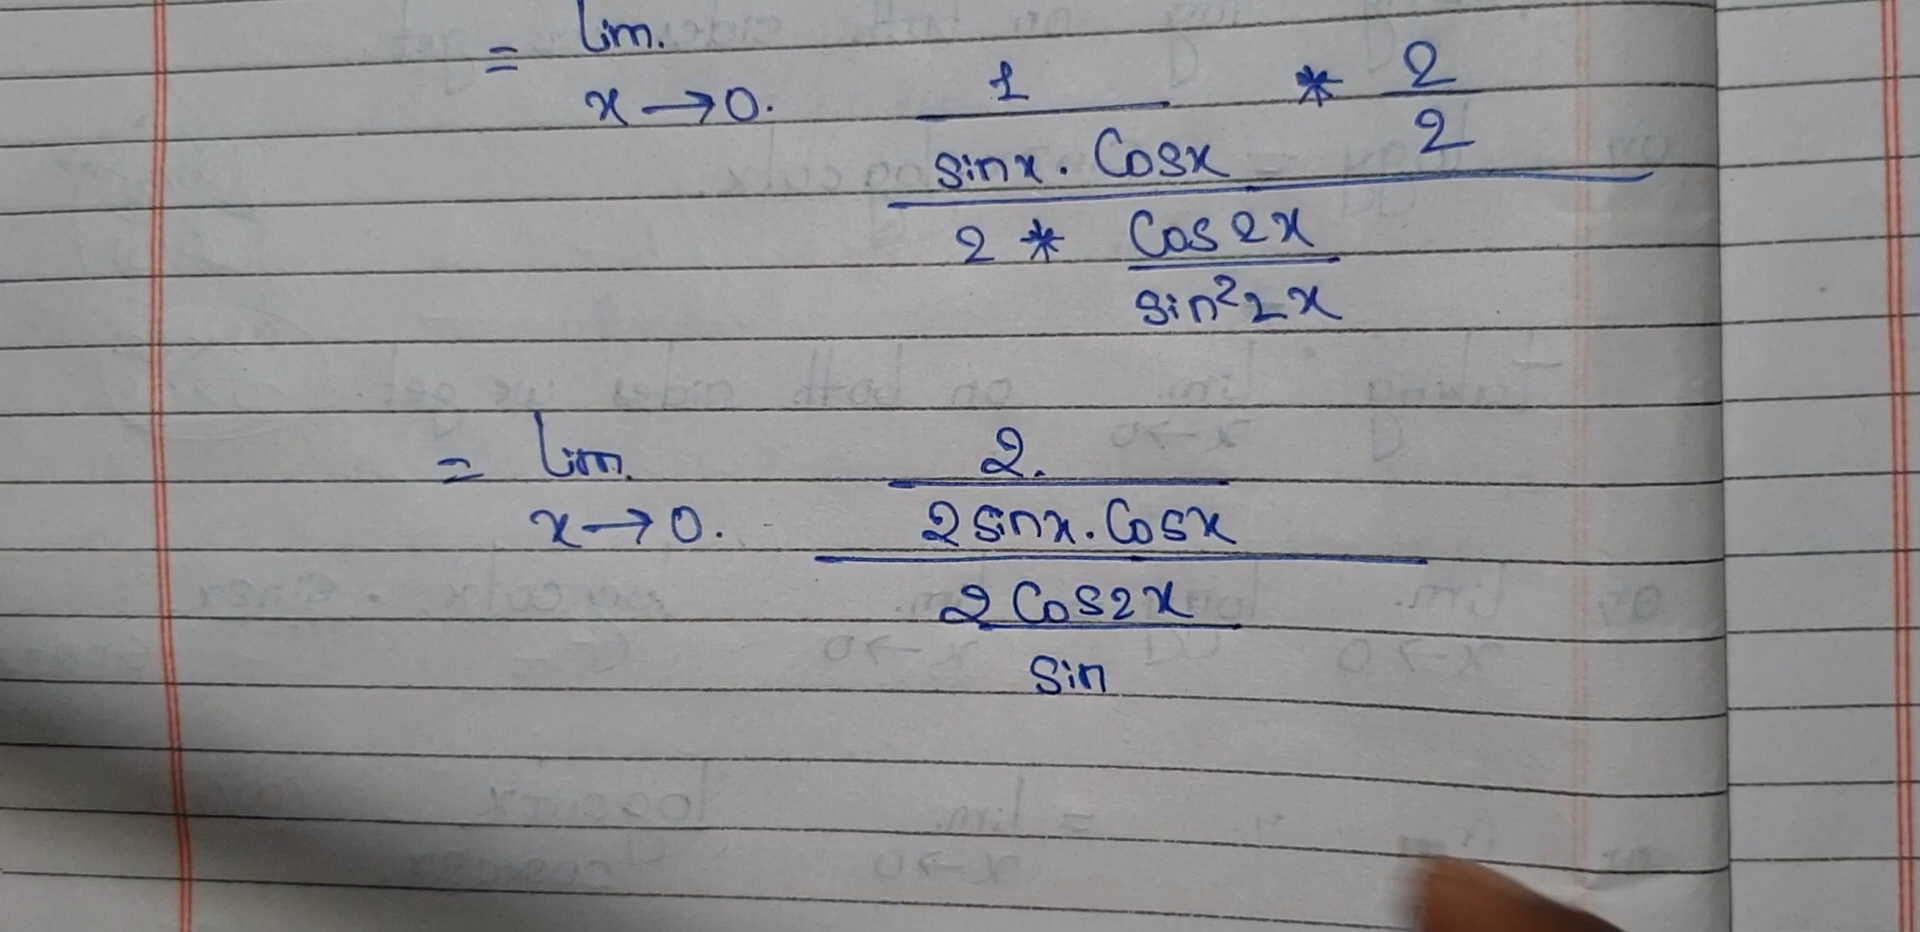 = lim.
x→0.
1 * 2
sinx . Cosx 2
2 * Cos2x
sin²2x
= lim.
x→0.
2.
2sinx.Cosx
2Cos2x
sin